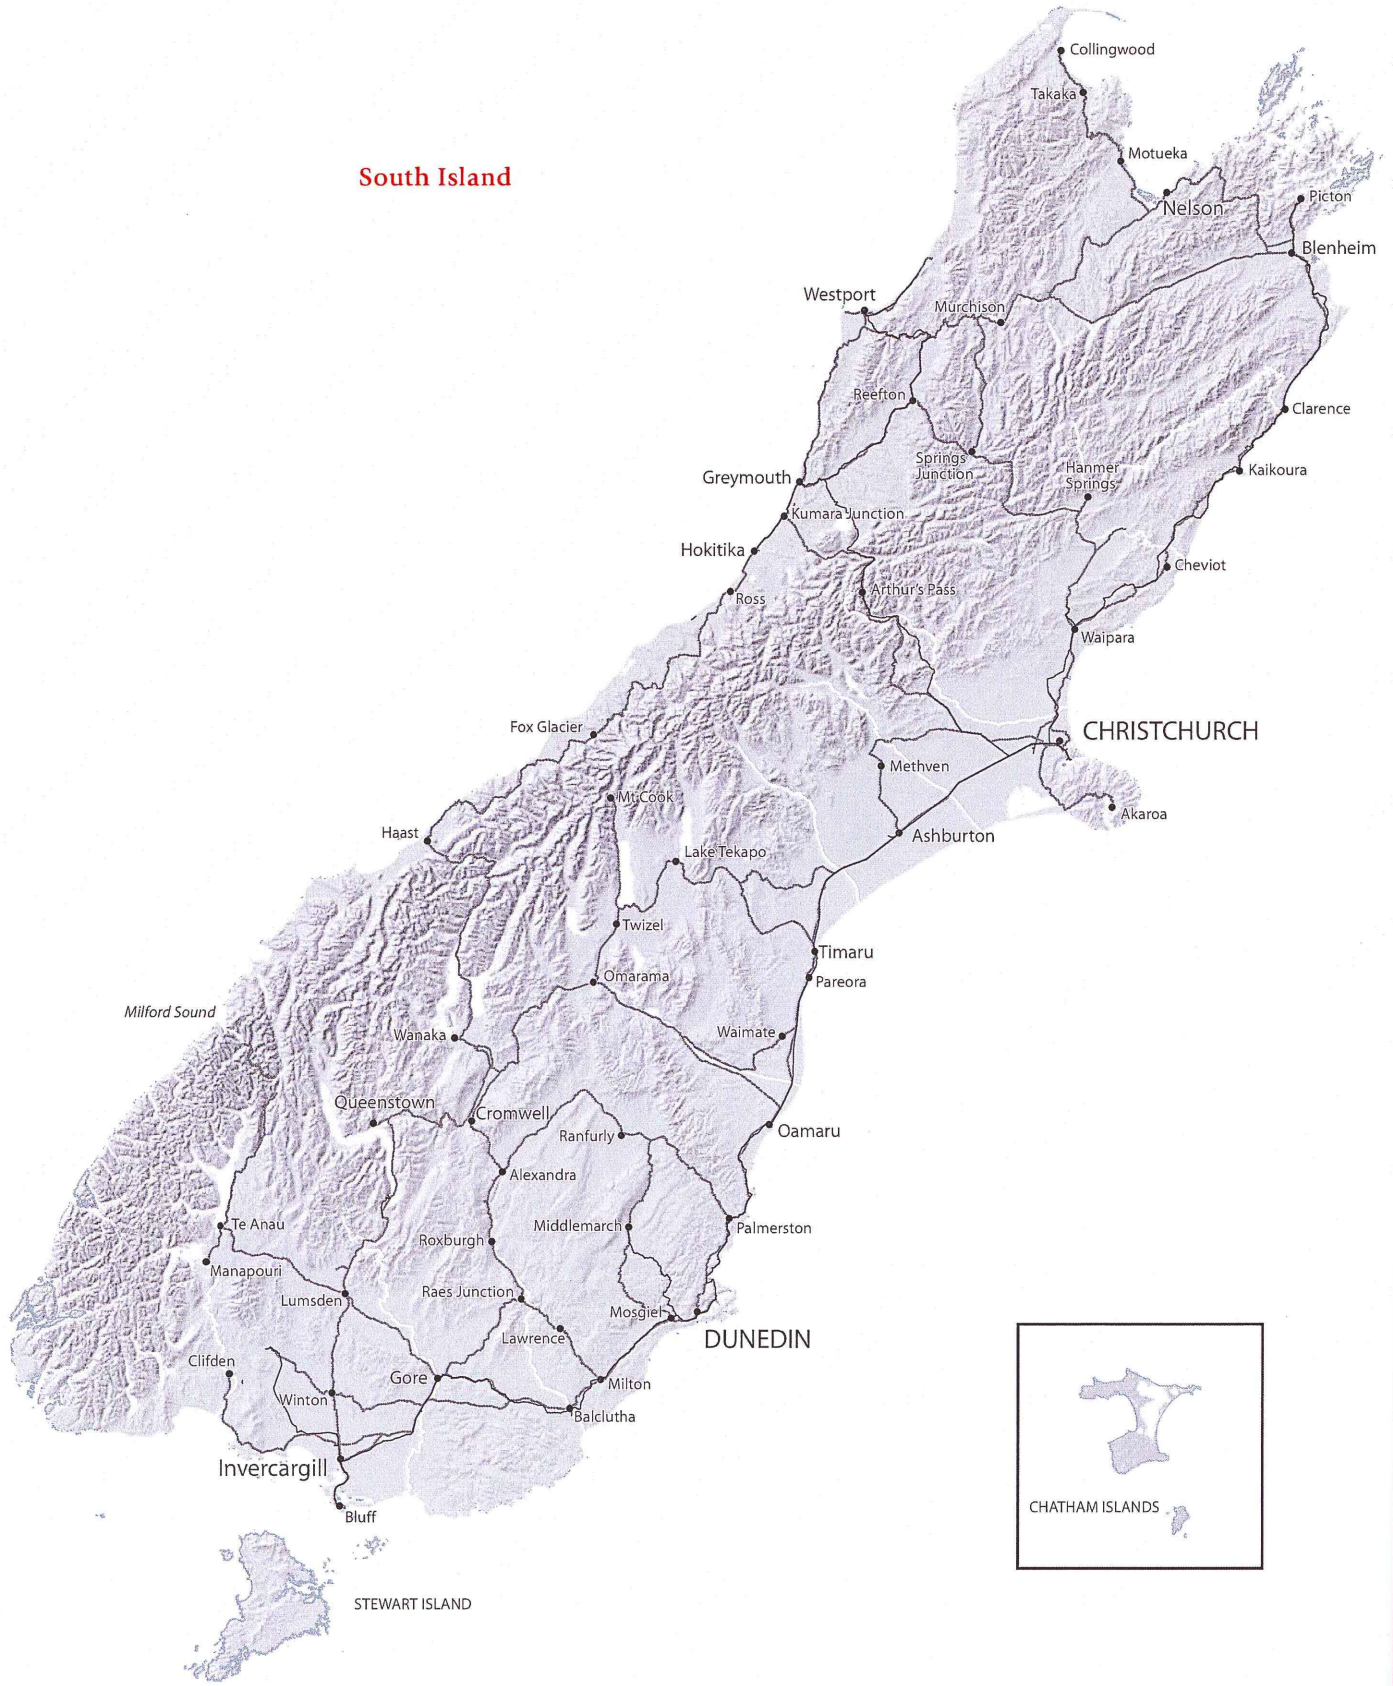 Collingwood
Takaka
Motueka
South Island
Picton
Nelson
Blenheim
Westport
Murchison
Reefton
Clarence
Springs
Junction
Hanmer
Springs
Kaikoura
Greymouth
Kumara Junction
Hokitika
Cheviot
Arthur's Pass
Ross
Waipara
Fox Glacier
CHRISTCHURCH
Methven
Mt Cook
Akaroa
Haast
Ashburton
Lake Tekapo
Twizel
Timaru
Omarama
Pareora
Milford Sound
Wanaka
Waimate
Queenstown
Cromwell
Ranfurly
Oamaru
Alexandra
Te Anau
Middlemarch
Palmerston
Roxburgh
Manapouri
Raes Junction
Lumsden
Mosgiel
Lawrence
DUNEDIN
Clifden
Gore
Milton
Winton
Balclutha
Invercargill
CHATHAM ISLANDS
Bluff
STEWART ISLAND